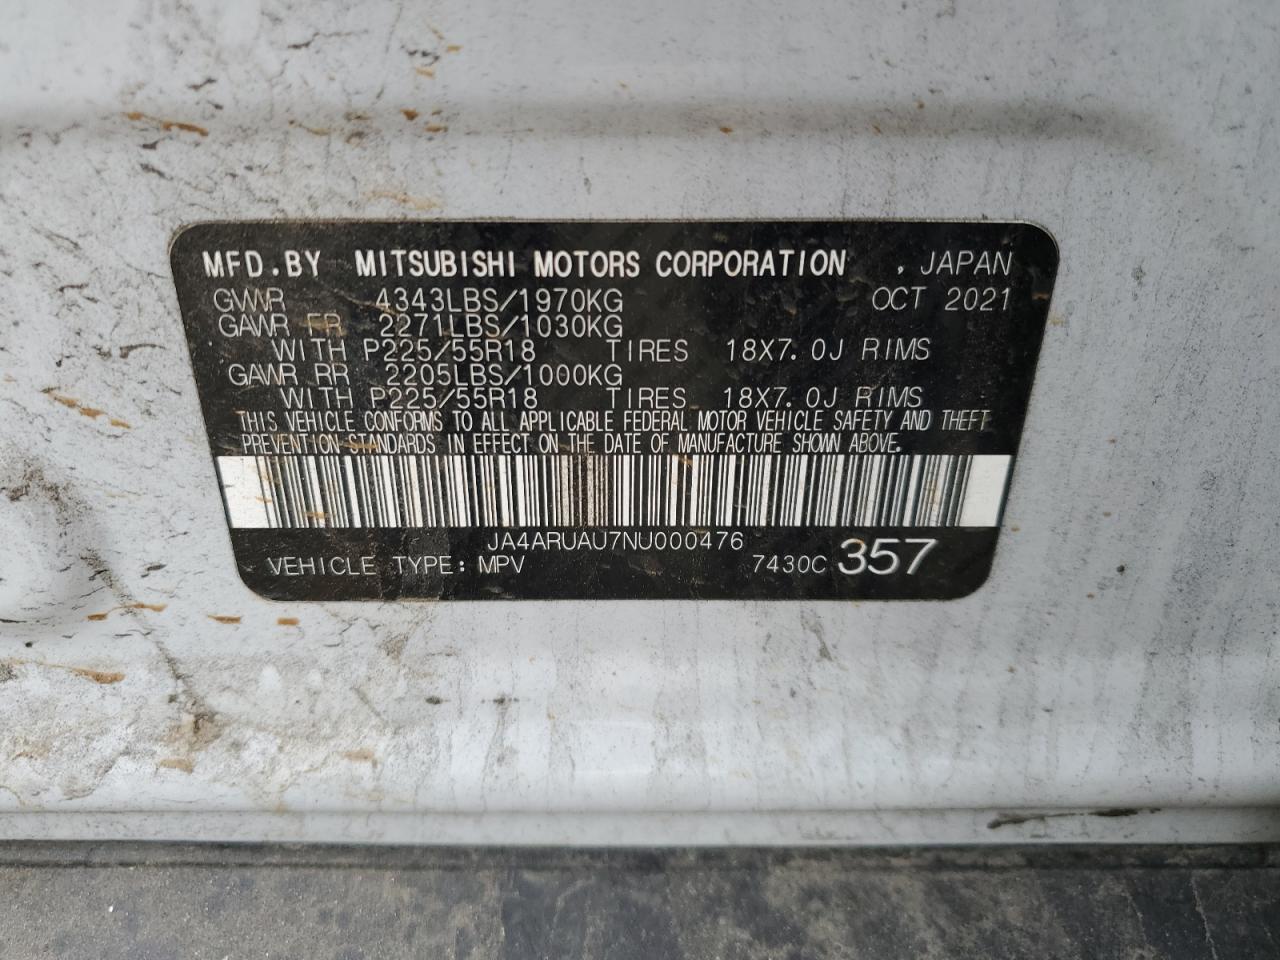 MFD.BY MITSUBISHI MOTORS CORPORATION , JAPAN
GVWR 4343LBS/1970KG OCT 2021
GAWR FR 2271LBS/1030KG
WITH P225/55R18 TIRES 18X7.0J RIMS
GAWR RR 2205LBS/1000KG
WITH P225/55R18 TIRES 18X7.0J RIMS
THIS VEHICLE CONFORMS TO ALL APPLICABLE FEDERAL MOTOR VEHICLE SAFETY AND THEFT
PREVENTION STANDARDS IN EFFECT ON THE DATE OF MANUFACTURE SHOWN ABOVE.
JA4ARUAU7NU000476
VEHICLE TYPE: MPV 7430C 357